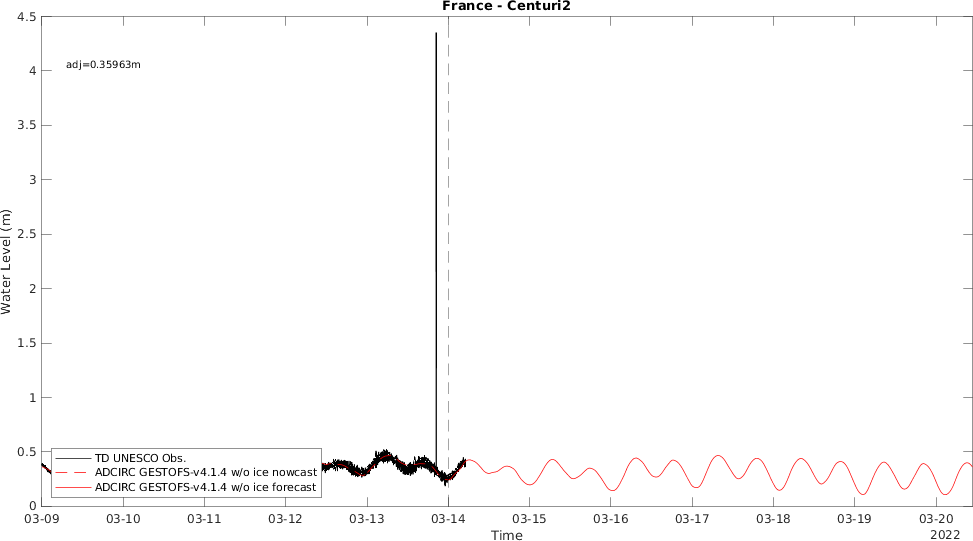 France - Centuri2
4.5
4
3.5
3
2.5
2
1.5
1
0.5
0
Water Level (m)
adj=0.35963m
TD UNESCO Obs.
ADCIRC GESTOFS-v4.1.4 w/o ice nowcast
ADCIRC GESTOFS-v4.1.4 w/o ice forecast
03-09 03-10 03-11 03-12 03-13 03-14 03-15 03-16 03-17 03-18 03-19 03-20
Time
2022